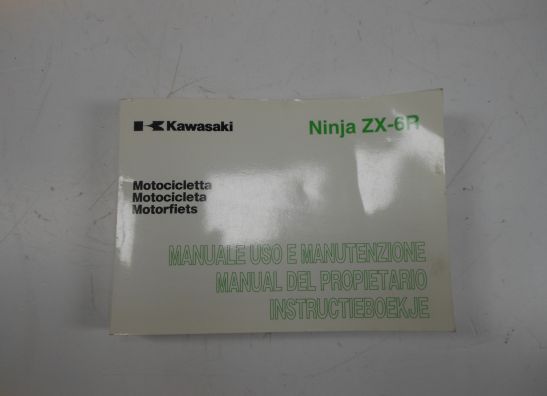 Kawasaki
Ninja ZX-6R
Motocicletta
Motocicleta
Motorfiets
MANUALE USO E MANUTENZIONE
MANUAL DEL PROPIETARIO
INSTRUCTIEBOEKJE